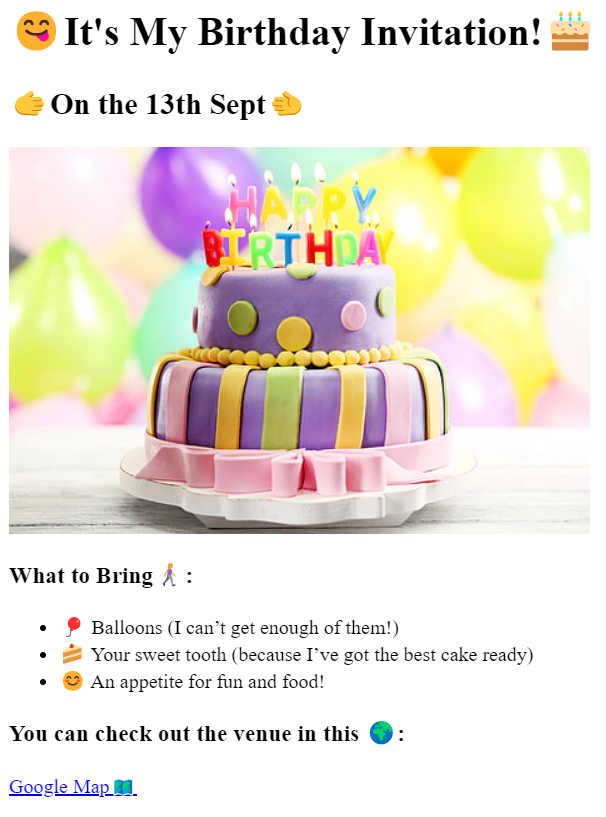 😋 It's My Birthday Invitation! 🎂
🫱 On the 13th Sept 🫲
HAPPY
BIRTHDAY
What to Bring 🚶‍♀️ :
• 🎈 Balloons (I can’t get enough of them!)
• 🍰 Your sweet tooth (because I’ve got the best cake ready)
• 😊 An appetite for fun and food!
You can check out the venue in this 🌍 :
Google Map 🗺️